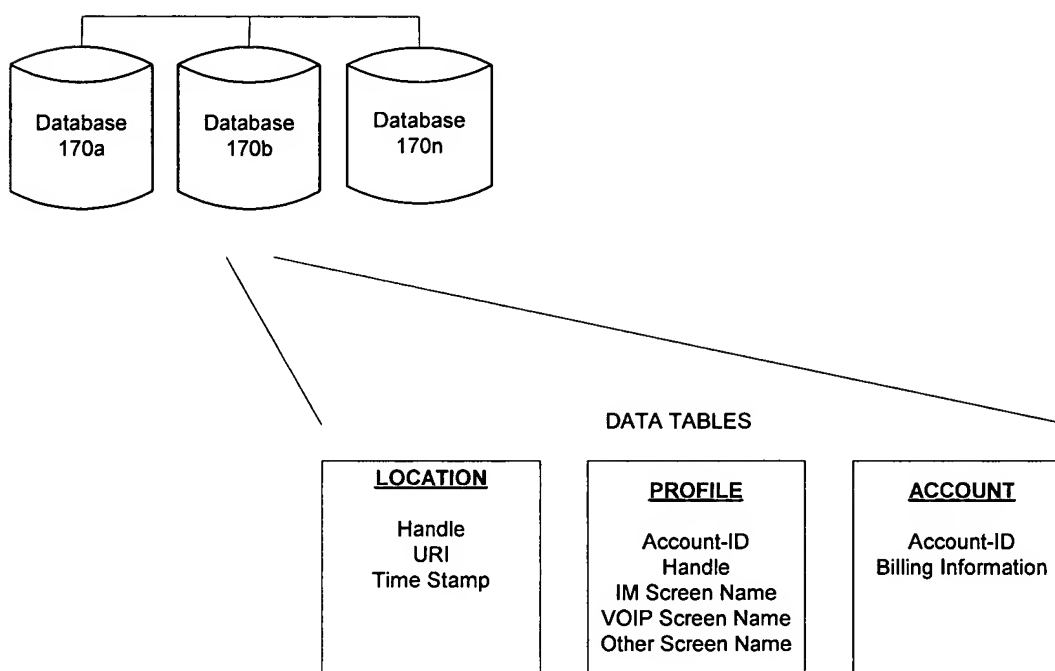 Database
170a
Database
170b
Database
170n
DATA TABLES
LOCATION
Handle
URI
Time Stamp
PROFILE
Account-ID
Handle
IM Screen Name
VOIP Screen Name
Other Screen Name
ACCOUNT
Account-ID
Billing Information